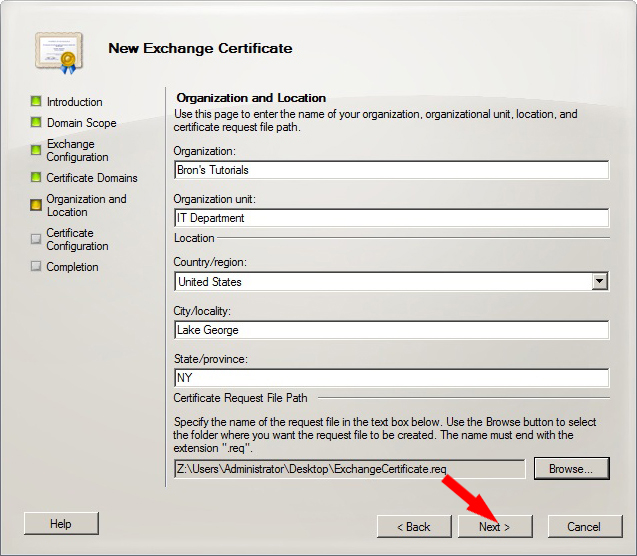 New Exchange Certificate
Introduction
Domain Scope
Exchange
Configuration
Certificate Domains
Organization and
Location
Certificate
Configuration
Completion
Organization and Location
Use this page to enter the name of your organization, organizational unit, location, and
certificate request file path.
Organization:
Bron's Tutorials
Organization unit:
IT Department
Location
Country/region:
United States
City/locality:
Lake George
State/province:
NY
Certificate Request File Path
Specify the name of the request file in the text box below. Use the Browse button to select
the folder where you want the request file to be created. The name must end with the
extension ".req".
Z:\Users\Administrator\Desktop\ExchangeCertificate.req
Browse...
Help
< Back
Next >
Cancel